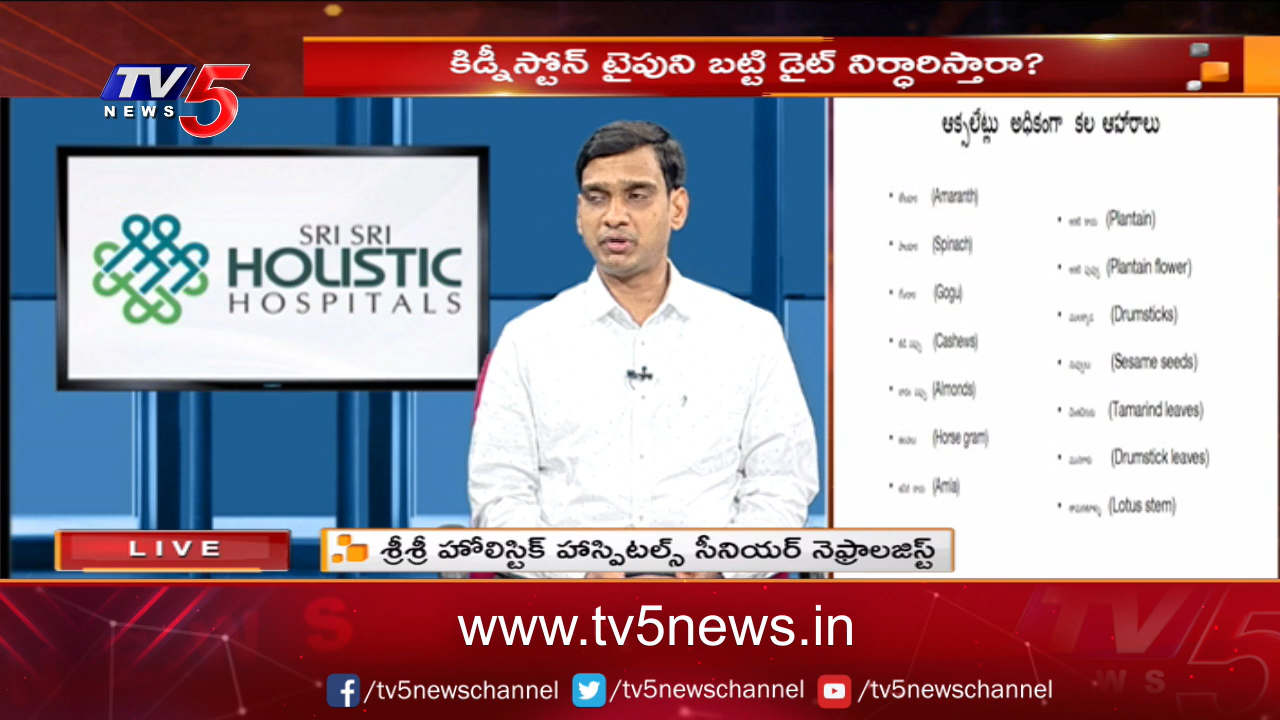 కిడ్నీస్టోన్ టైపుని బట్టి డైట్ నిర్ధారిస్తారా?
TV5
NEWS
SRI SRI
HOLISTIC
HOSPITALS
ఆక్సలేట్లు అధికంగా కల ఆహారాలు
• (Amaranth)
• (Spinach)
• (Gogu)
• (Cashews)
• (Almonds)
• (Horse gram)
• (Amla)
• (Plantain)
• (Plantain flower)
• (Drumsticks)
• (Sesame seeds)
• (Tamarind leaves)
• (Drumstick leaves)
• (Lotus stem)
LIVE
శ్రీశ్రీ హోలిస్టిక్ హాస్పిటల్స్ సీనియర్ నెఫ్రాలజిస్ట్
www.tv5news.in
/tv5newschannel /tv5newschannel /tv5newschannel